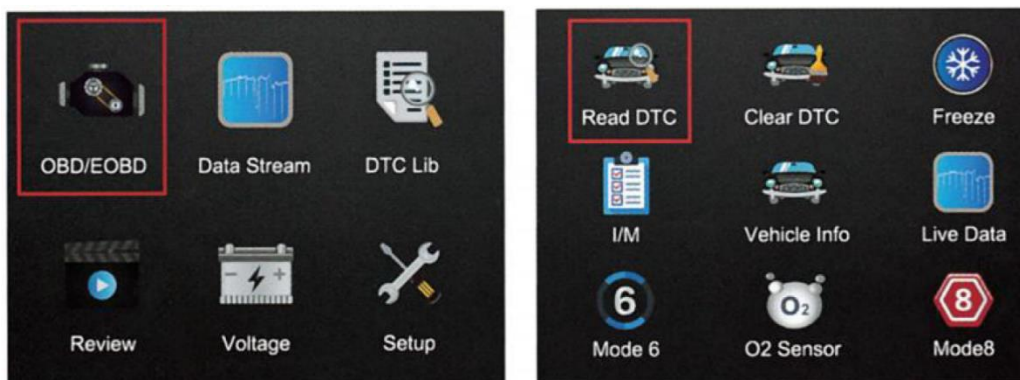 OBD/EOBD Data Stream DTC Lib
Review Voltage Setup
Read DTC Clear DTC Freeze
I/M Vehicle Info Live Data
6 O2 8
Mode 6 O2 Sensor Mode8